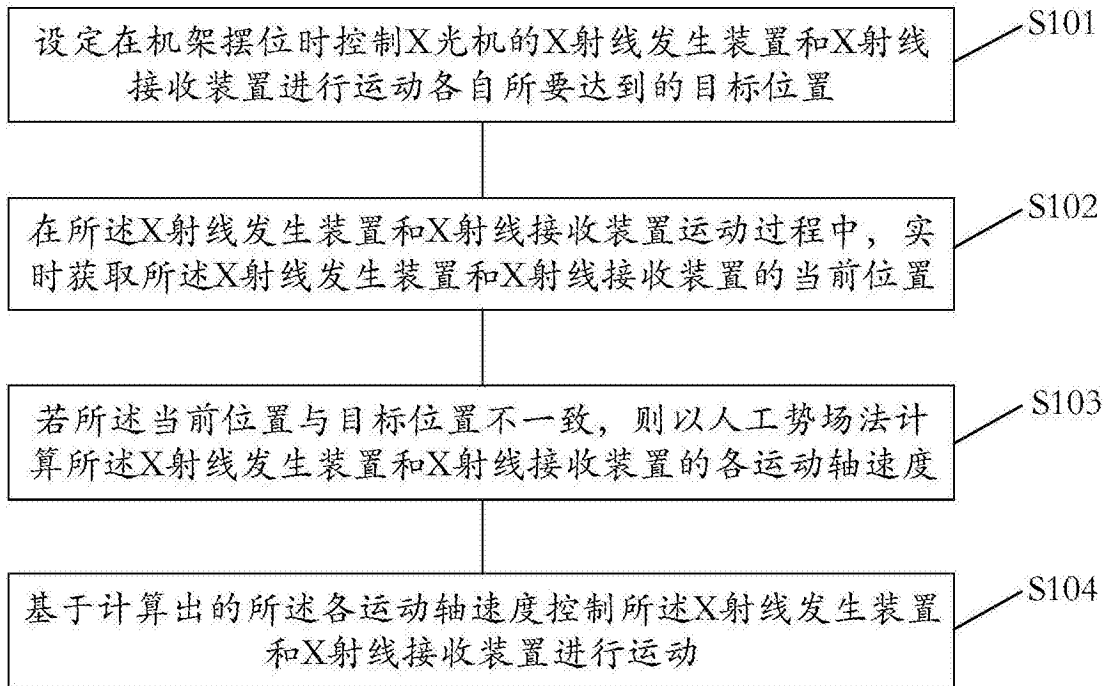 设定在机架摆位时控制X光机的X射线发生装置和X射线
接收装置进行运动各自所要达到的目标位置
S101
在所述X射线发生装置和X射线接收装置运动过程中，实
时获取所述X射线发生装置和X射线接收装置的当前位置
S102
若所述当前位置与目标位置不一致，则以人工势场法计
算所述X射线发生装置和X射线接收装置的各运动轴速度
S103
基于计算出的所述各运动轴速度控制所述X射线发生装置
和X射线接收装置进行运动
S104